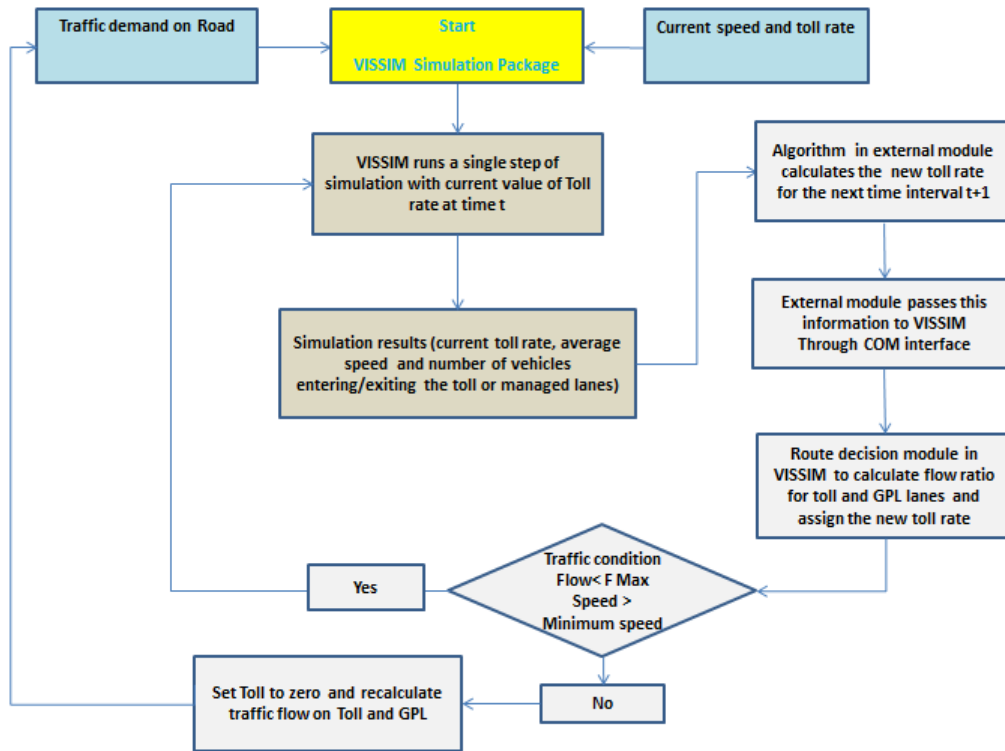 Traffic demand on Road
Start
VISSIM Simulation Package
Current speed and toll rate
VISSIM runs a single step of
simulation with current value of Toll
rate at time t
Algorithm in external module
calculates the new toll rate
for the next time interval t+1
External module passes this
information to VISSIM
Through COM interface
Simulation results (current toll rate, average
speed and number of vehicles
entering/exiting the toll or managed lanes)
Route decision module in
VISSIM to calculate flow ratio
for toll and GPL lanes and
assign the new toll rate
Traffic condition
Flow< F Max
Speed >
Minimum speed
Yes
No
Set Toll to zero and recalculate
traffic flow on Toll and GPL